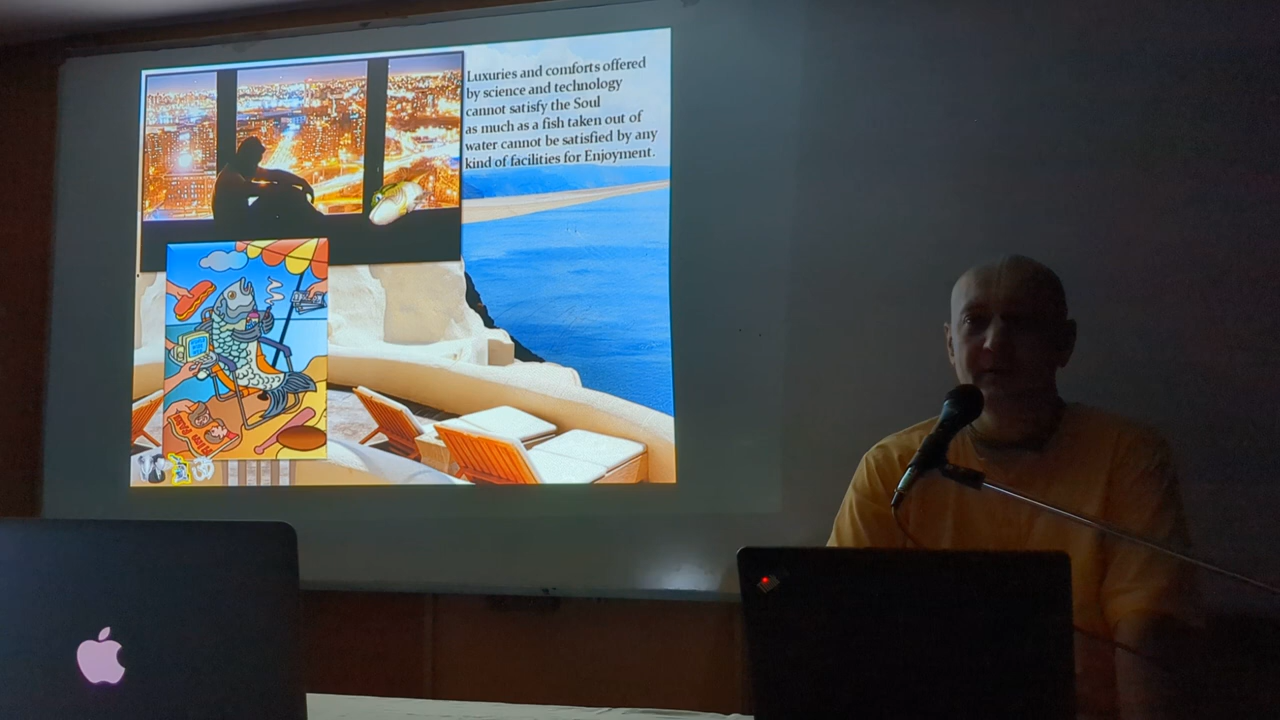 Luxuries and comforts offered
by science and technology
cannot satisfy the Soul
as much as a fish taken out of
water cannot be satisfied by any
kind of facilities for Enjoyment.